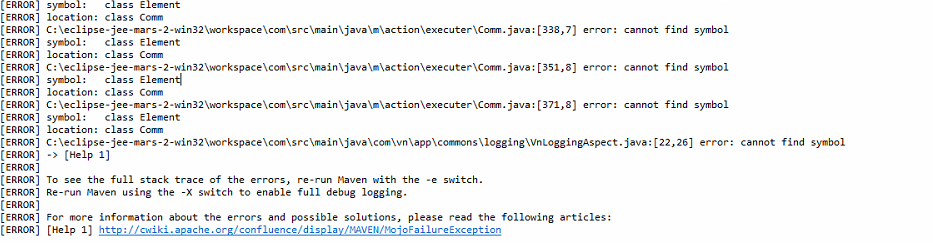 [ERROR] symbol:   class Element
[ERROR] location: class Comm
[ERROR] C:\eclipse-jee-mars-2-win32\workspace\com\src\main\java\m\action\executer\Comm.java:[338,7] error: cannot find symbol
[ERROR] symbol:   class Element
[ERROR] location: class Comm
[ERROR] C:\eclipse-jee-mars-2-win32\workspace\com\src\main\java\m\action\executer\Comm.java:[351,8] error: cannot find symbol
[ERROR] symbol:   class Element
[ERROR] location: class Comm
[ERROR] C:\eclipse-jee-mars-2-win32\workspace\com\src\main\java\m\action\executer\Comm.java:[371,8] error: cannot find symbol
[ERROR] symbol:   class Element
[ERROR] location: class Comm
[ERROR] C:\eclipse-jee-mars-2-win32\workspace\com\src\main\java\com\vn\app\commons\logging\VnLoggingAspect.java:[22,26] error: cannot find symbol
[ERROR] -> [Help 1]
[ERROR]
[ERROR] To see the full stack trace of the errors, re-run Maven with the -e switch.
[ERROR] Re-run Maven using the -X switch to enable full debug logging.
[ERROR]
[ERROR] For more information about the errors and possible solutions, please read the following articles:
[ERROR] [Help 1] http://cwiki.apache.org/confluence/display/MAVEN/MojoFailureException